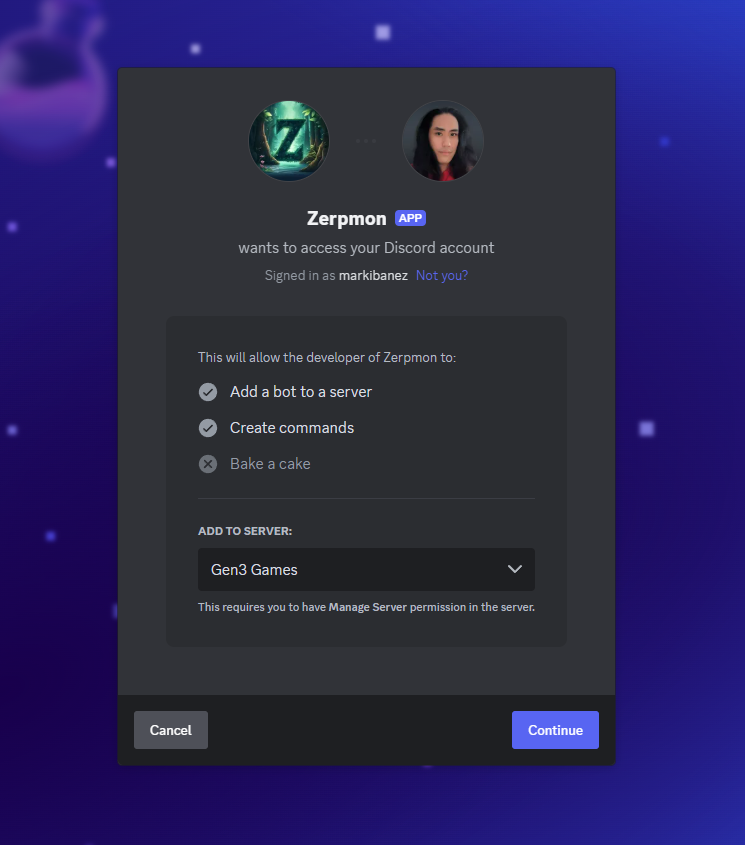 Z
Zerpmon APP
wants to access your Discord account
Signed in as markibanez Not you?
This will allow the developer of Zerpmon to:
Add a bot to a server
Create commands
Bake a cake
ADD TO SERVER:
Gen3 Games
This requires you to have Manage Server permission in the server.
Cancel Continue